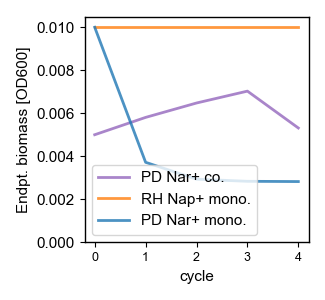 Endpt. biomass [OD600]
0.010
0.008
0.006
0.004
0.002
0.000
PD Nar+ co.
RH Nap+ mono.
PD Nar+ mono.
0 1 2 3 4
cycle